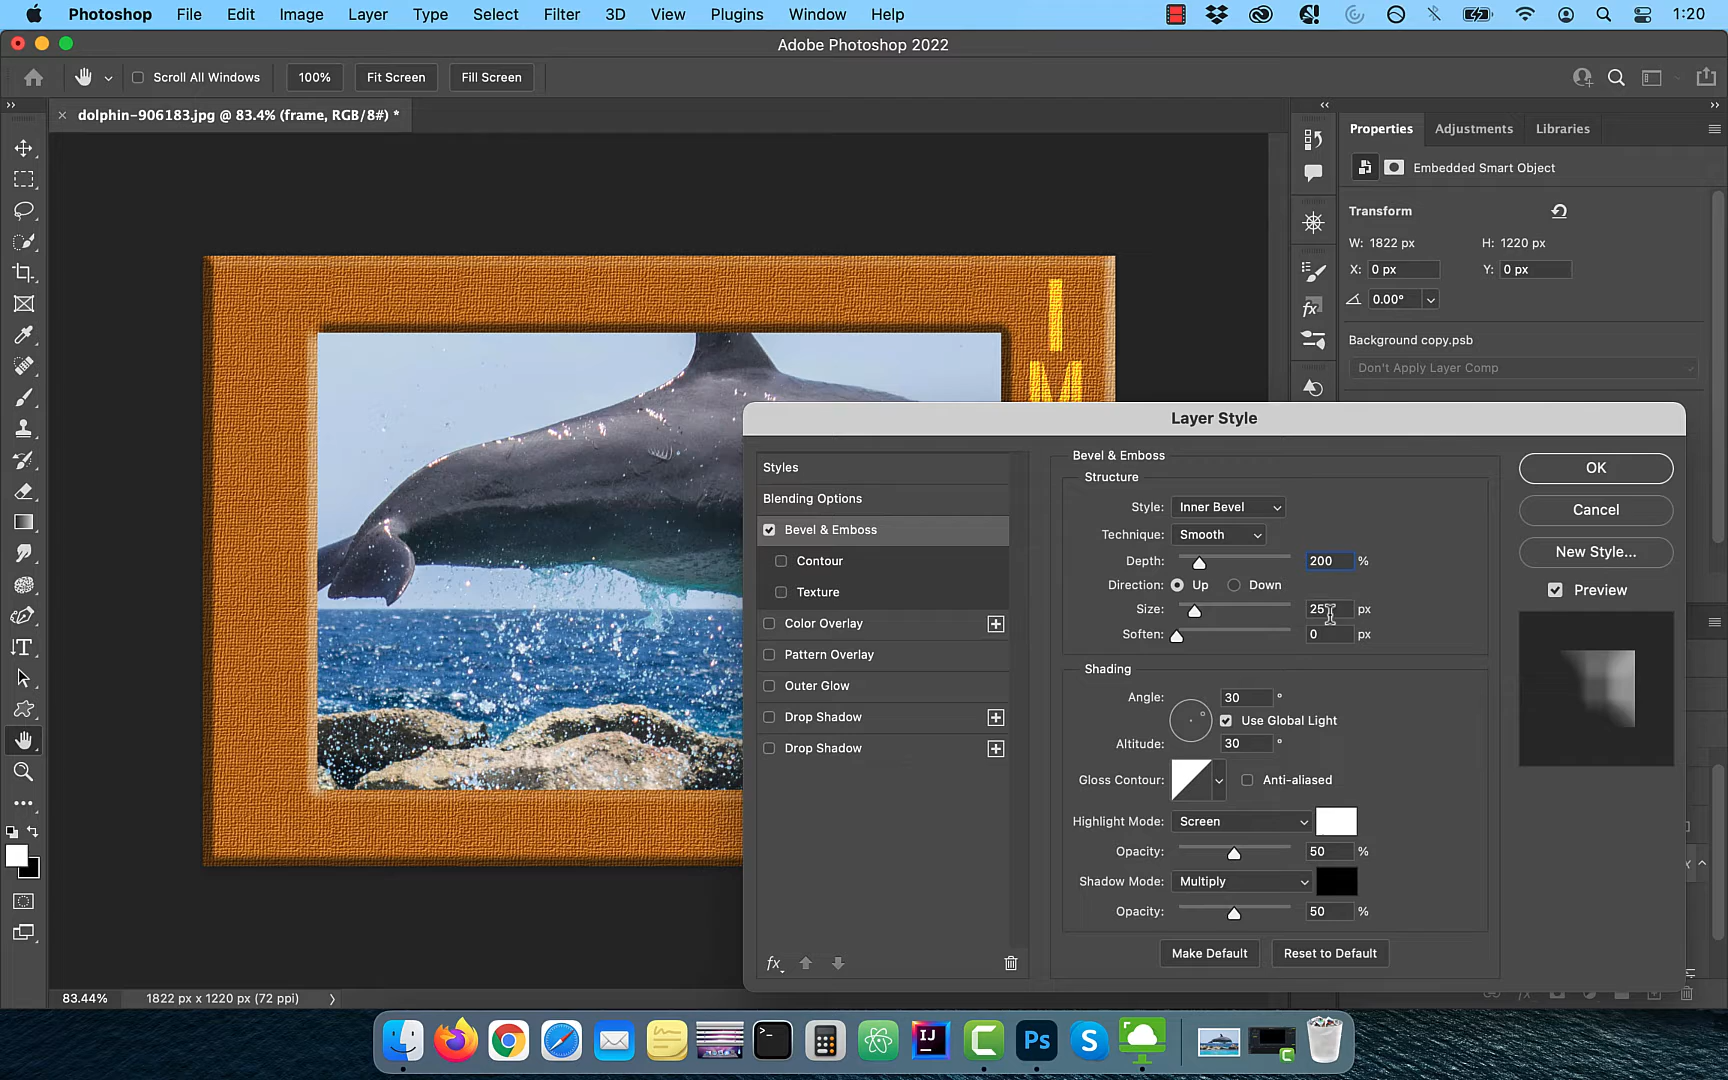 Photoshop File Edit Image Layer Type Select Filter 3D View Plugins Window Help 1:20
Adobe Photoshop 2022
Scroll All Windows 100% Fit Screen Fill Screen
dolphin-906183.jpg @ 83.4% (frame, RGB/8#) *
Properties Adjustments Libraries
Embedded Smart Object
Transform
W: 1822 px H: 1220 px
X: 0 px Y: 0 px
0.00°
Background copy.psb
Don't Apply Layer Comp
I
M
Layer Style
Styles
Blending Options
Bevel & Emboss
Contour
Texture
Color Overlay
Pattern Overlay
Outer Glow
Drop Shadow
Drop Shadow
fx
Bevel & Emboss
Structure
Style: Inner Bevel
Technique: Smooth
Depth: 200 %
Direction: Up Down
Size: 25 px
Soften: 0 px
Shading
Angle: 30 °
Use Global Light
Altitude: 30 °
Gloss Contour: Anti-aliased
Highlight Mode: Screen
Opacity: 50 %
Shadow Mode: Multiply
Opacity: 50 %
Make Default Reset to Default
OK
Cancel
New Style...
Preview
83.44% 1822 px x 1220 px (72 ppi)
IJ
Ps
S